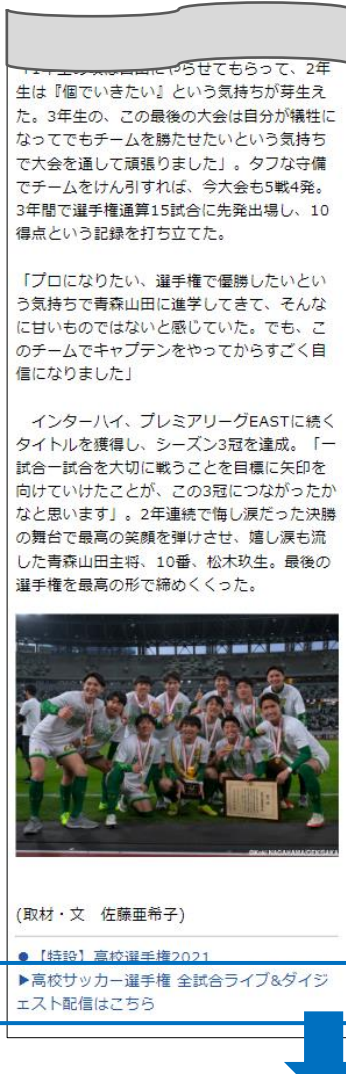 「1年生の頃は自由にやらせてもらって、2年
生は『個でいきたい』という気持ちが芽生え
た。3年生の、この最後の大会は自分が犠牲に
なってでもチームを勝たせたいという気持ち
で大会を通して頑張りました」。タフな守備
でチームをけん引すれば、今大会も5戦4発。
3年間で選手権通算15試合に先発出場し、10
得点という記録を打ち立てた。
「プロになりたい、選手権で優勝したいとい
う気持ちで青森山田に進学してきて、そんな
に甘いものではないと感じていた。でも、こ
のチームでキャプテンをやってからすごく自
信になりました」
インターハイ、プレミアリーグEASTに続く
タイトルを獲得し、シーズン3冠を達成。「一
試合一試合を大切に戦うことを目標に矢印を
向けていけたことが、この3冠につながったか
なと思います」。2年連続で悔し涙だった決勝
の舞台で最高の笑顔を弾けさせ、嬉し涙も流
した青森山田主将、10番、松木玖生。最後の
選手権を最高の形で締めくくった。
(取材・文　佐藤亜希子)
●【特設】高校選手権2021
▶高校サッカー選手権 全試合ライブ&ダイジ
ェスト配信はこちら